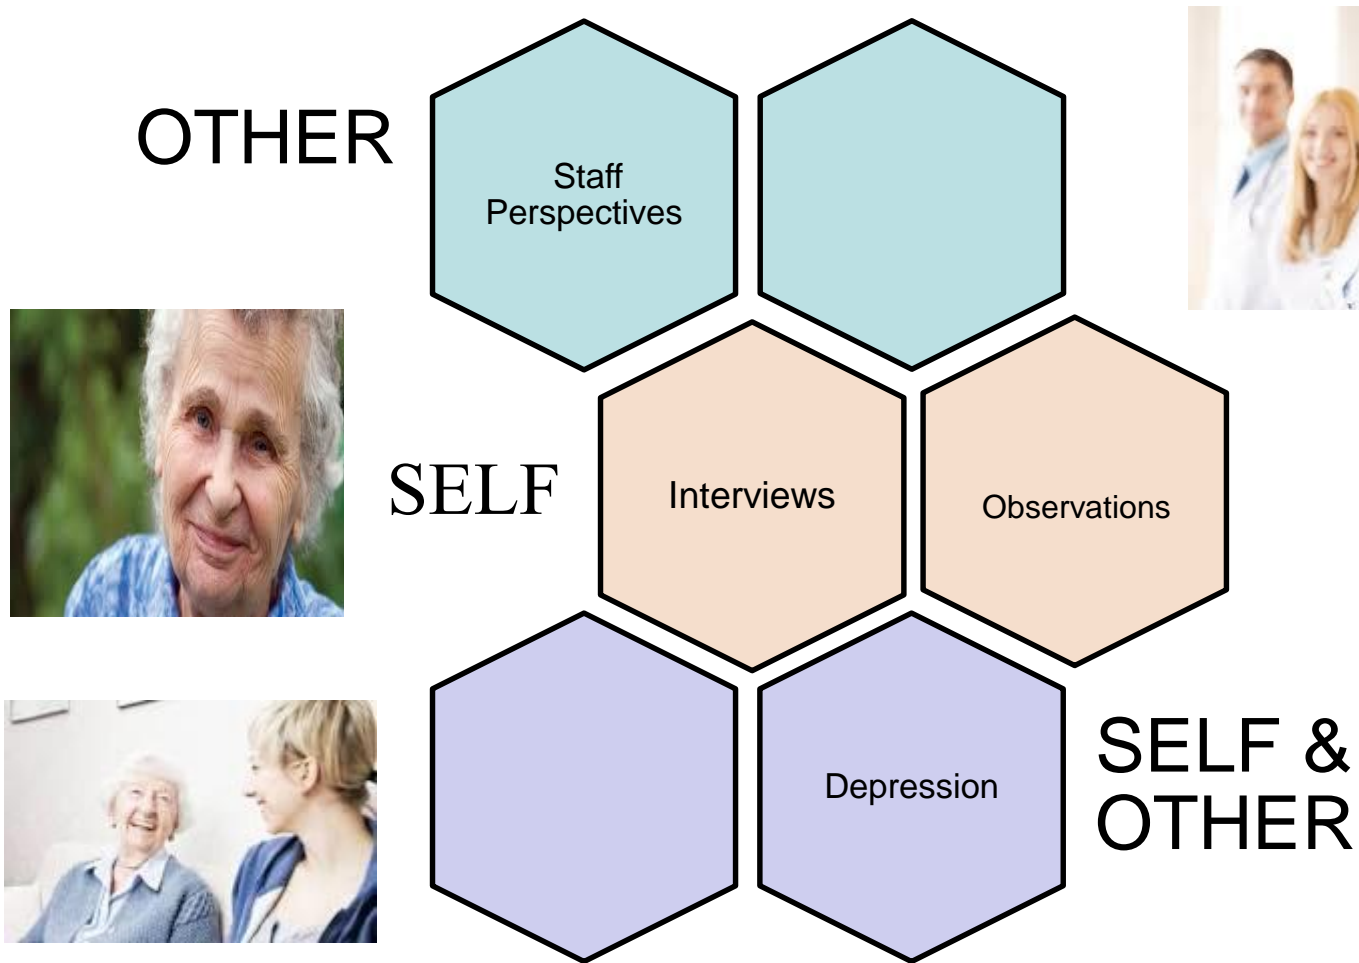 OTHER
Staff
Perspectives
SELF
Interviews
Observations
Depression
SELF &
OTHER